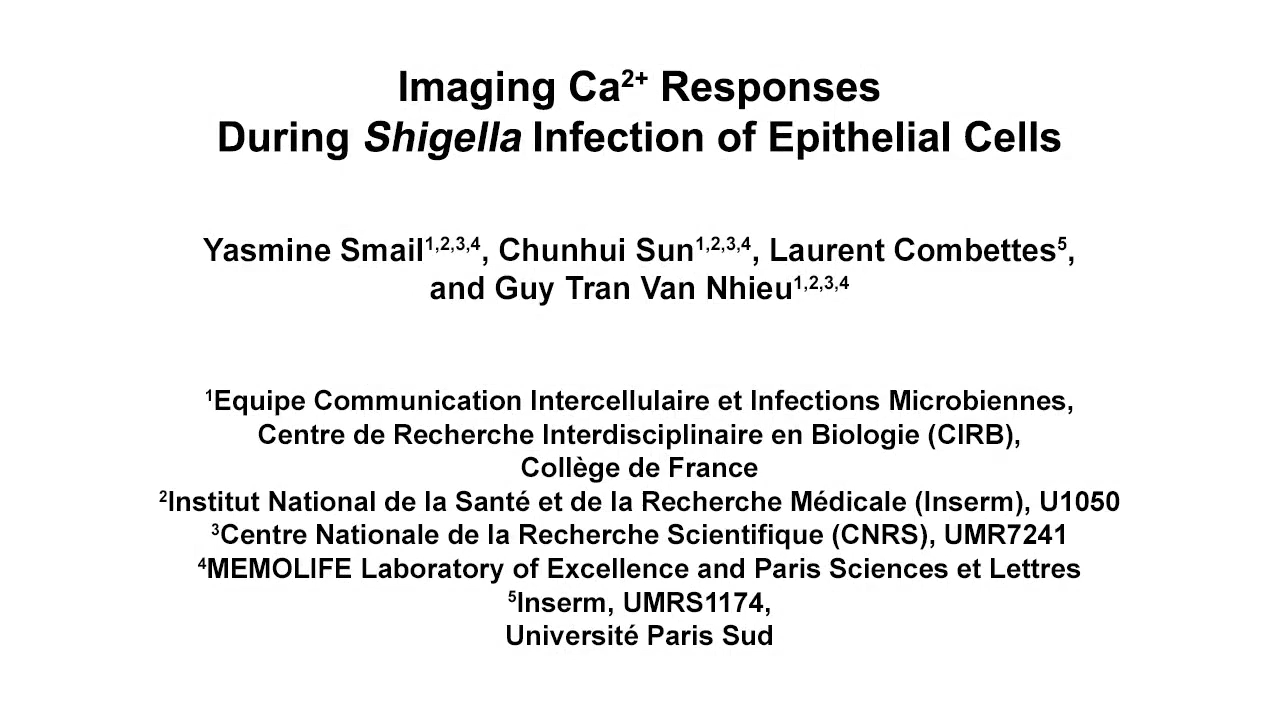 Imaging Ca²⁺ Responses
During Shigella Infection of Epithelial Cells
Yasmine Smail¹,²,³,⁴, Chunhui Sun¹,²,³,⁴, Laurent Combettes⁵,
and Guy Tran Van Nhieu¹,²,³,⁴
¹Equipe Communication Intercellulaire et Infections Microbiennes,
Centre de Recherche Interdisciplinaire en Biologie (CIRB),
Collège de France
²Institut National de la Santé et de la Recherche Médicale (Inserm), U1050
³Centre Nationale de la Recherche Scientifique (CNRS), UMR7241
⁴MEMOLIFE Laboratory of Excellence and Paris Sciences et Lettres
⁵Inserm, UMRS1174,
Université Paris Sud